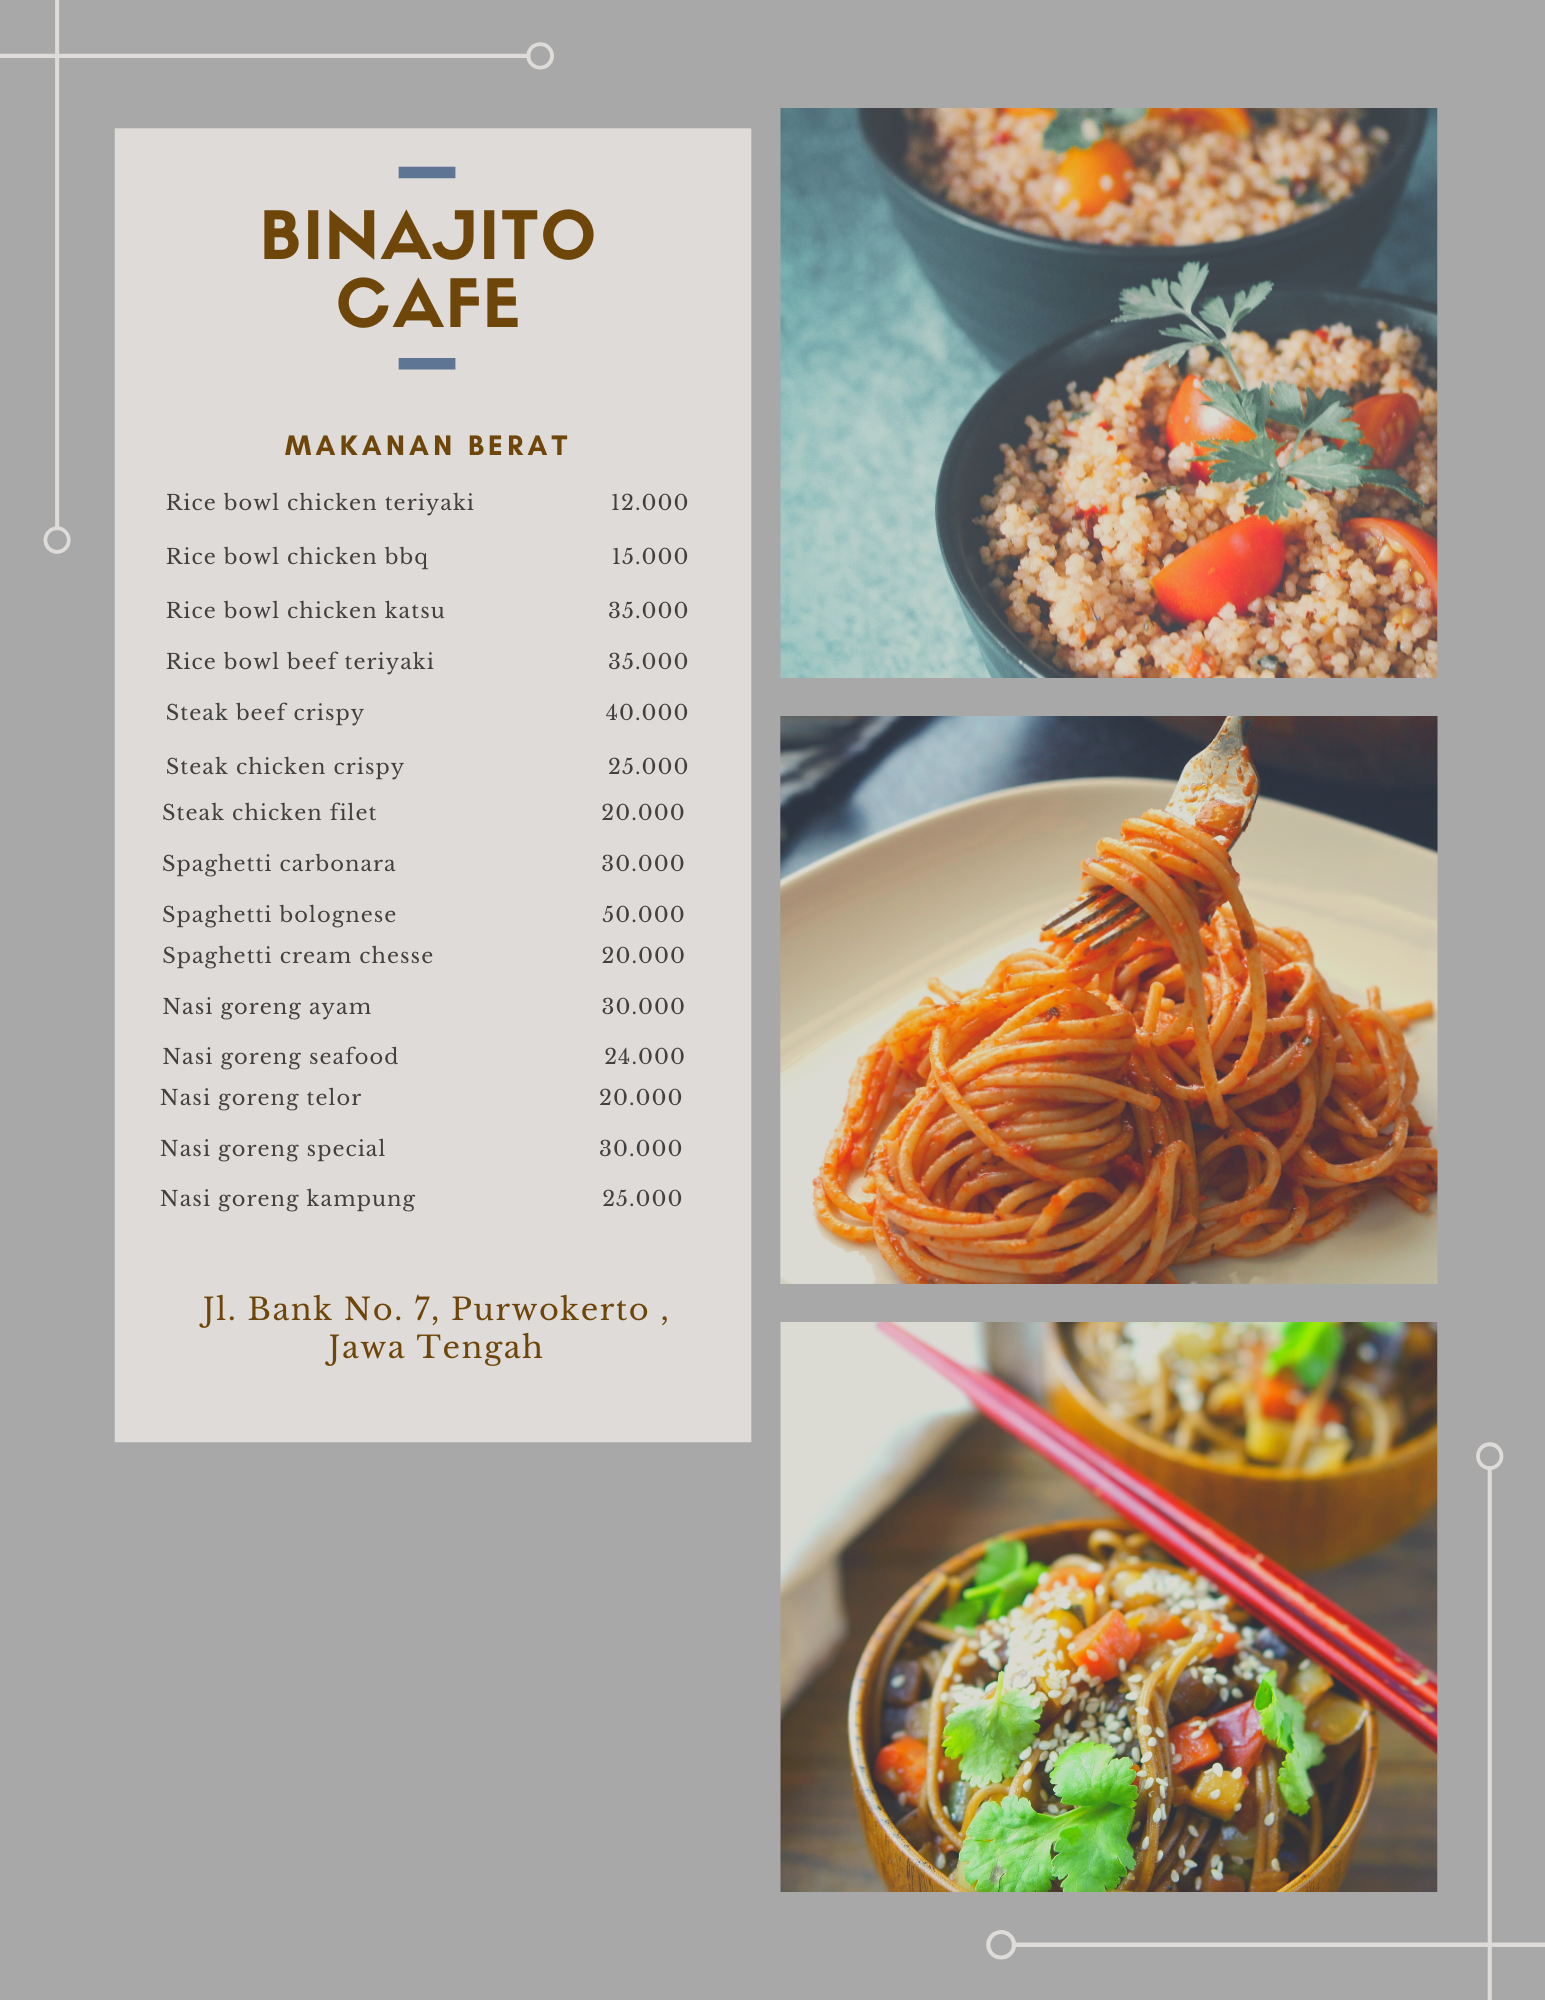 BINAJITO
CAFE
MAKANAN BERAT
Rice bowl chicken teriyaki 12.000
Rice bowl chicken bbq 15.000
Rice bowl chicken katsu 35.000
Rice bowl beef teriyaki 35.000
Steak beef crispy 40.000
Steak chicken crispy 25.000
Steak chicken filet 20.000
Spaghetti carbonara 30.000
Spaghetti bolognese 50.000
Spaghetti cream chesse 20.000
Nasi goreng ayam 30.000
Nasi goreng seafood 24.000
Nasi goreng telor 20.000
Nasi goreng special 30.000
Nasi goreng kampung 25.000
Jl. Bank No. 7, Purwokerto ,
Jawa Tengah